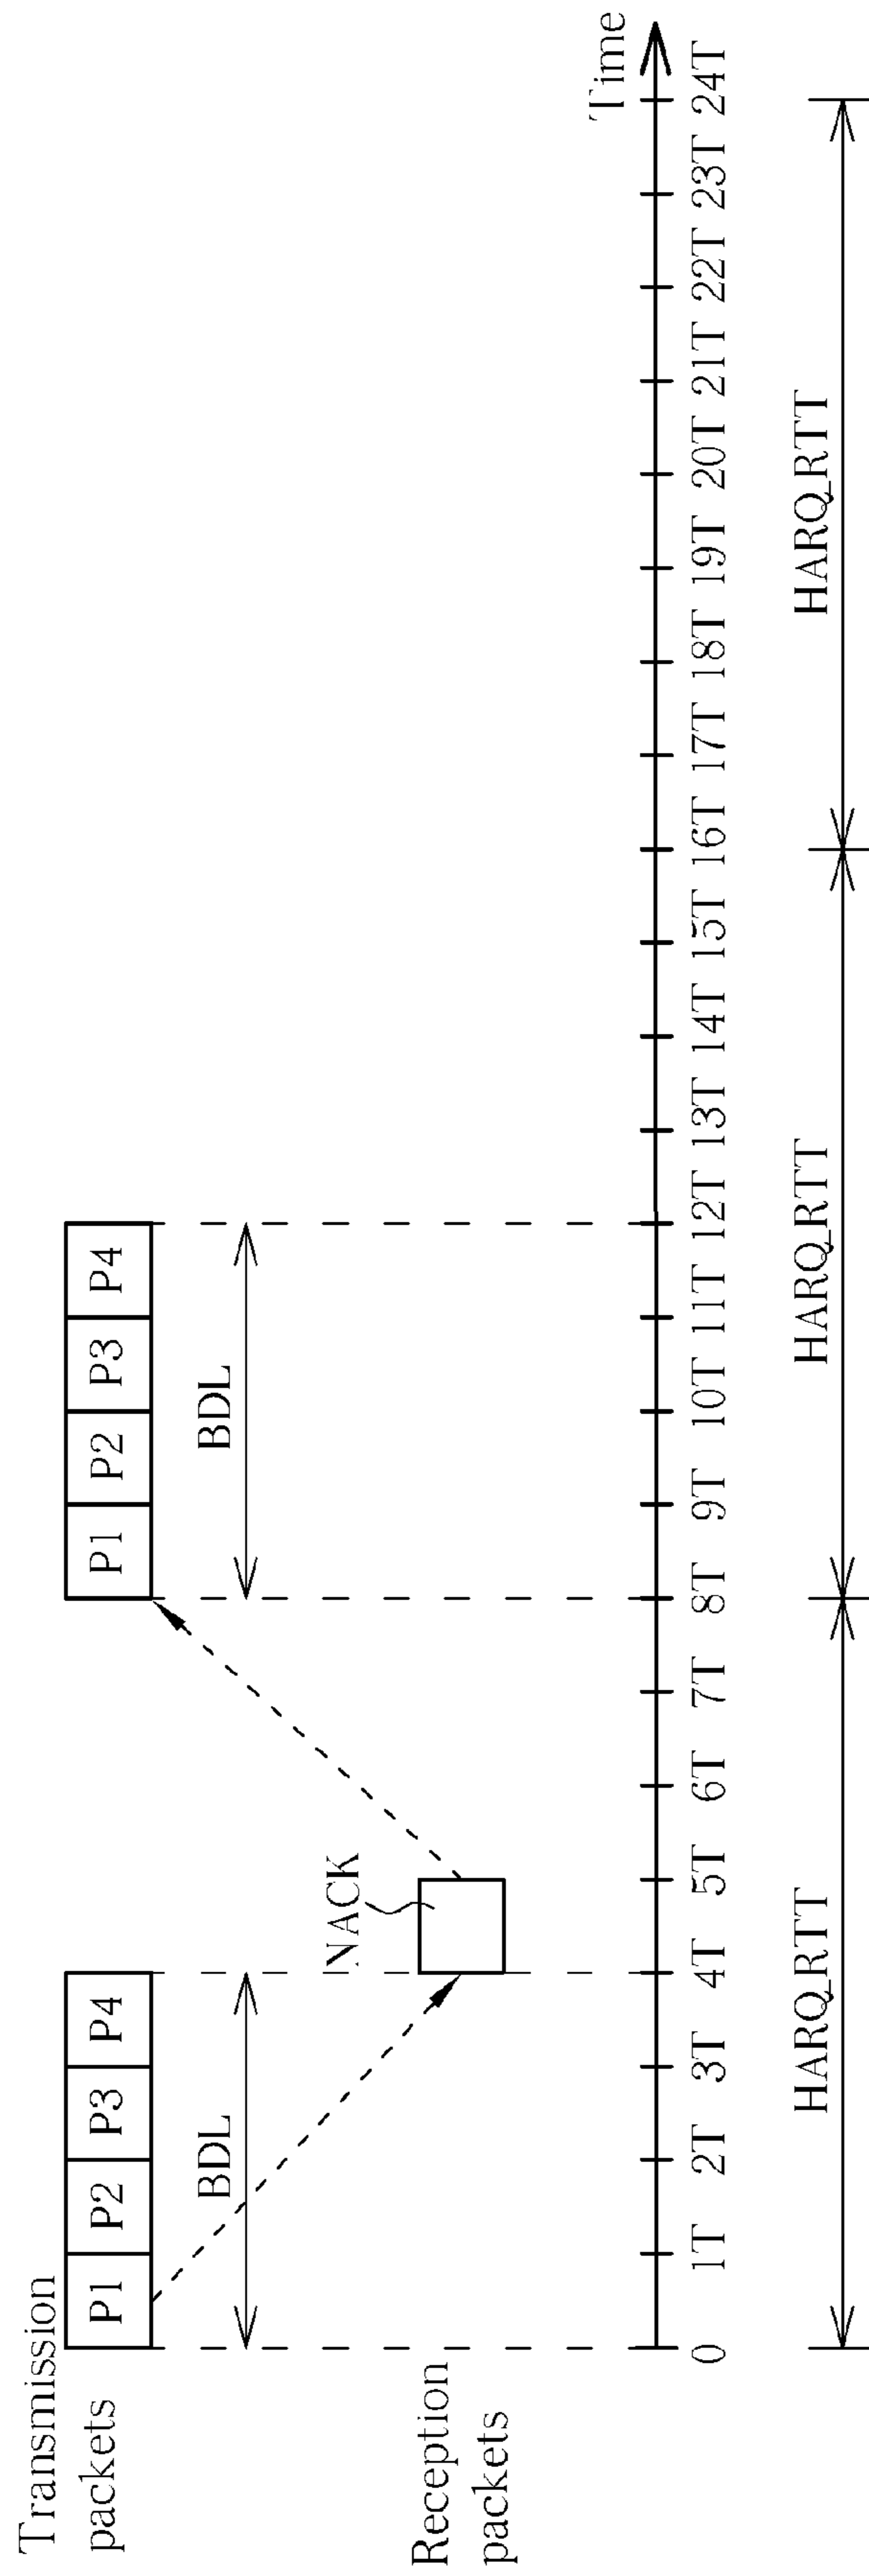 Transmission
packets
P1 P2 P3 P4
P1 P2 P3 P4
BDL
BDL
NACK
Reception
packets
Time
0 1T 2T 3T 4T 5T 6T 7T 8T 9T 10T 11T 12T 13T 14T 15T 16T 17T 18T 19T 20T 21T 22T 23T 24T
HARQ_RTT
HARQ_RTT
HARQ_RTT